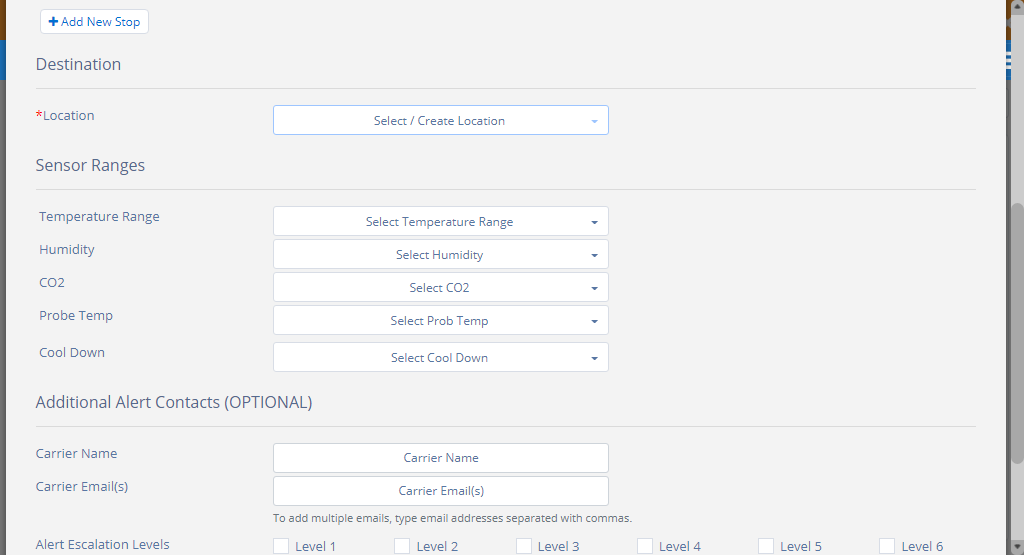 Add New Stop
Destination
*Location
Select / Create Location
Sensor Ranges
Temperature Range
Select Temperature Range
Humidity
Select Humidity
CO2
Select CO2
Probe Temp
Select Prob Temp
Cool Down
Select Cool Down
Additional Alert Contacts (OPTIONAL)
Carrier Name
Carrier Name
Carrier Email(s)
Carrier Email(s)
To add multiple emails, type email addresses separated with commas.
Alert Escalation Levels
Level 1 Level 2 Level 3 Level 4 Level 5 Level 6